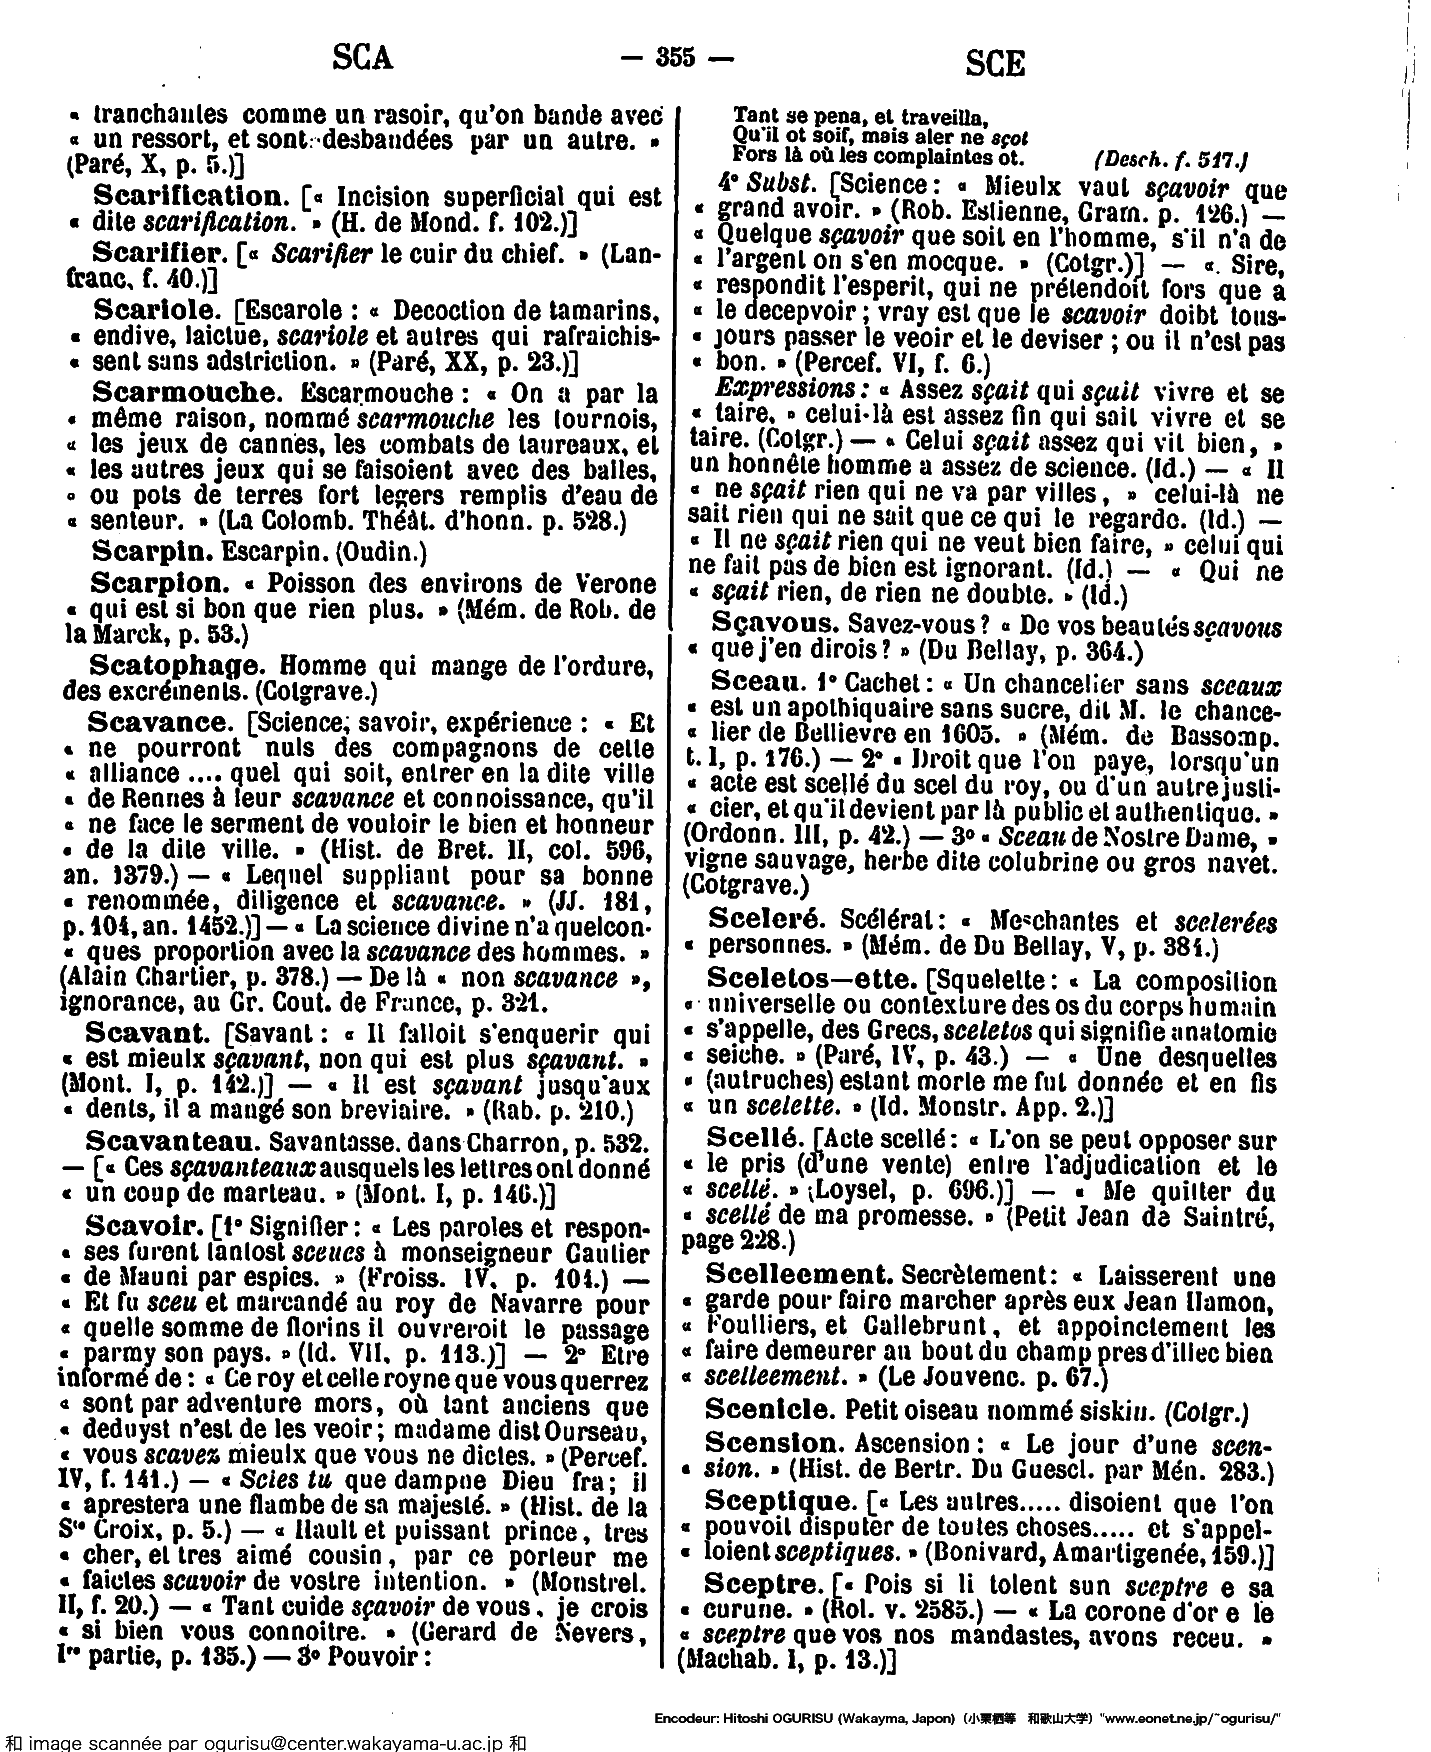 SCA — 355 — SCE
« tranchantes comme un rasoir, qu'on bande avec
« un ressort, et sont desbandées par un autre. »
(Paré, X, p. 5.)]
Scarification. [« Incision superficial qui est
« dite scarification. » (H. de Mond. f. 102.)]
Scarifier. [« Scarifier le cuir du chief. » (Lan-
franc, f. 40.)]
Scariole. [Escarole : « Decoction de tamarins,
« endive, laictue, scariole et autres qui rafraichis-
« sent sans adstriction. » (Paré, XX, p. 23.)]
Scarmouche. Escarmouche : « On a par la
« même raison, nommé scarmouche les tournois,
« les jeux de cannes, les combats de taureaux, et
« les autres jeux qui se faisoient avec des balles,
« ou pots de terres fort legers remplis d'eau de
« senteur. » (La Colomb. Théât. d'honn. p. 528.)
Scarpin. Escarpin. (Oudin.)
Scarpion. « Poisson des environs de Verone
« qui est si bon que rien plus. » (Mém. de Rob. de
la Marck, p. 53.)
Scatophage. Homme qui mange de l'ordure,
des excréments. (Cotgrave.)
Scavance. [Science, savoir, expérience : « Et
« ne pourront nuls des compagnons de celle
« alliance .... quel qui soit, entrer en la dite ville
« de Rennes à leur scavance et connoissance, qu'il
« ne face le serment de vouloir le bien et honneur
« de la dite ville. » (Hist. de Bret. II, col. 596,
an. 1379.) — « Lequel suppliant pour sa bonne
« renommée, diligence et scavance. » (JJ. 181,
p. 104, an. 1452.)] — « La science divine n'a quelcon-
« ques proportion avec la scavance des hommes. »
(Alain Chartier, p. 378.) — De là « non scavance »,
ignorance, au Gr. Cout. de France, p. 321.
Scavant. [Savant : « Il falloit s'enquerir qui
« est mieulx sçavant, non qui est plus sçavant. »
(Mont. I, p. 142.)] — « Il est sçavant jusqu'aux
« dents, il a mangé son breviaire. » (Rab. p. 210.)
Scavanteau. Savantasse. dans Charron, p. 532.
— [« Ces sçavanteaux ausquels les lettres ont donné
« un coup de marteau. » (Mont. I, p. 146.)]
Scavoir. [1° Signifier : « Les paroles et respon-
« ses furent tantost sceues à monseigneur Gautier
« de Mauni par espies. » (Froiss. IV, p. 104.) —
« Et fu sceu et marcandé au roy de Navarre pour
« quelle somme de florins il ouvreroit le passage
« parmy son pays. » (Id. VII, p. 113.)] — 2° Etre
informé de : « Ce roy et celle royne que vous querrez
« sont par adventure mors, où tant anciens que
« deduyst n'est de les veoir ; madame dist Ourseau,
« vous scavez mieulx que vous ne dictes. » (Percef.
IV, f. 141.) — « Scies tu que dampne Dieu fra ; il
« aprestera une flambe de sa majesté. » (Hist. de la
Ste Croix, p. 5.) — « Hault et puissant prince, tres
« cher, et tres aimé cousin, par ce porteur me
« faictes scavoir de vostre intention. » (Monstrel.
II, f. 20.) — « Tant cuide sçavoir de vous, je crois
« si bien vous connoitre. » (Gerard de Nevers,
Ire partie, p. 135.) — 3° Pouvoir :
Tant se pena, et traveilla,
Qu'il ot soif, mais aler ne sçot
Fors là où les complaintes ot. (Desch. f. 517.)
4° Subst. [Science : « Mieulx vaut sçavoir que
« grand avoir. » (Rob. Estienne, Gram. p. 126.) —
« Quelque sçavoir que soit en l'homme, s'il n'a de
« l'argent on s'en mocque. » (Cotgr.)] — « Sire,
« respondit l'esperit, qui ne prétendoit fors que a
« le decepvoir ; vray est que le scavoir doibt tous-
« jours passer le veoir et le deviser ; ou il n'est pas
« bon. » (Percef. VI, f. 6.)
Expressions : « Assez sçait qui sçait vivre et se
« taire, » celui-là est assez fin qui sait vivre et se
taire. (Cotgr.) — « Celui sçait assez qui vit bien, »
un honnête homme a assez de science. (Id.) — « Il
« ne sçait rien qui ne va par villes, » celui-là ne
sait rien qui ne sait que ce qui le regarde. (Id.) —
« Il ne sçait rien qui ne veut bien faire, » celui qui
ne fait pas de bien est ignorant. (Id.) — « Qui ne
« sçait rien, de rien ne doubte. » (Id.)
Sçavous. Savez-vous ? « De vos beautés sçavous
« que j'en dirois ? » (Du Bellay, p. 364.)
Sceau. 1° Cachet : « Un chancelier sans sceaux
« est un apothiquaire sans sucre, dit M. le chance-
« lier de Bellievre en 1605. » (Mém. de Bassomp.
t. I, p. 176.) — 2° « Droit que l'on paye, lorsqu'un
« acte est scellé du scel du roy, ou d'un autre justi-
« cier, et qu'il devient par là public et authentique. »
(Ordonn. III, p. 42.) — 3° « Sceau de Nostre Dame, »
vigne sauvage, herbe dite colubrine ou gros navet.
(Cotgrave.)
Sceleré. Scélérat : « Meschantes et scelerées
« personnes. » (Mém. de Du Bellay, V, p. 384.)
Sceletos—ette. [Squelette : « La composition
« universelle ou contexture des os du corps humain
« s'appelle, des Grecs, sceletos qui signifie anatomie
« seiche. » (Paré, IV, p. 43.) — « Une desquelles
« (autruches) estant morte me fut donnée et en fis
« un scelette. » (Id. Monstr. App. 2.)]
Scellé. [Acte scellé : « L'on se peut opposer sur
« le pris (d'une vente) entre l'adjudication et le
« scellé. » (Loysel, p. 696.)] — « Me quitter du
« scellé de ma promesse. » (Petit Jean de Saintré,
page 228.)
Scelleement. Secrètement : « Laisserent une
« garde pour faire marcher après eux Jean Hamon,
« Foulliers, et Gallebrunt, et appoinctement les
« faire demeurer au bout du champ pres d'illec bien
« scelleement. » (Le Jouvenc. p. 67.)
Scenicle. Petit oiseau nommé siskin. (Cotgr.)
Scension. Ascension : « Le jour d'une scen-
« sion. » (Hist. de Bertr. Du Guescl. par Mén. 283.)
Sceptique. [« Les autres..... disoient que l'on
« pouvoit disputer de toutes choses..... et s'appel-
« loient sceptiques. » (Bonivard, Amartigenée, 159.)]
Sceptre. [« Pois si li tolent sun sceptre e sa
« curune. » (Rol. v. 2585.) — « La corone d'or e le
« sceptre que vos nos mandastes, avons receu. »
(Machab. I, p. 13.)]
Encodeur: Hitoshi OGURISU (Wakayma, Japon) (小栗栖等 和歌山大学) "www.eonet.ne.jp/~ogurisu/"
和 image scannée par ogurisu@center.wakayama-u.ac.jp 和